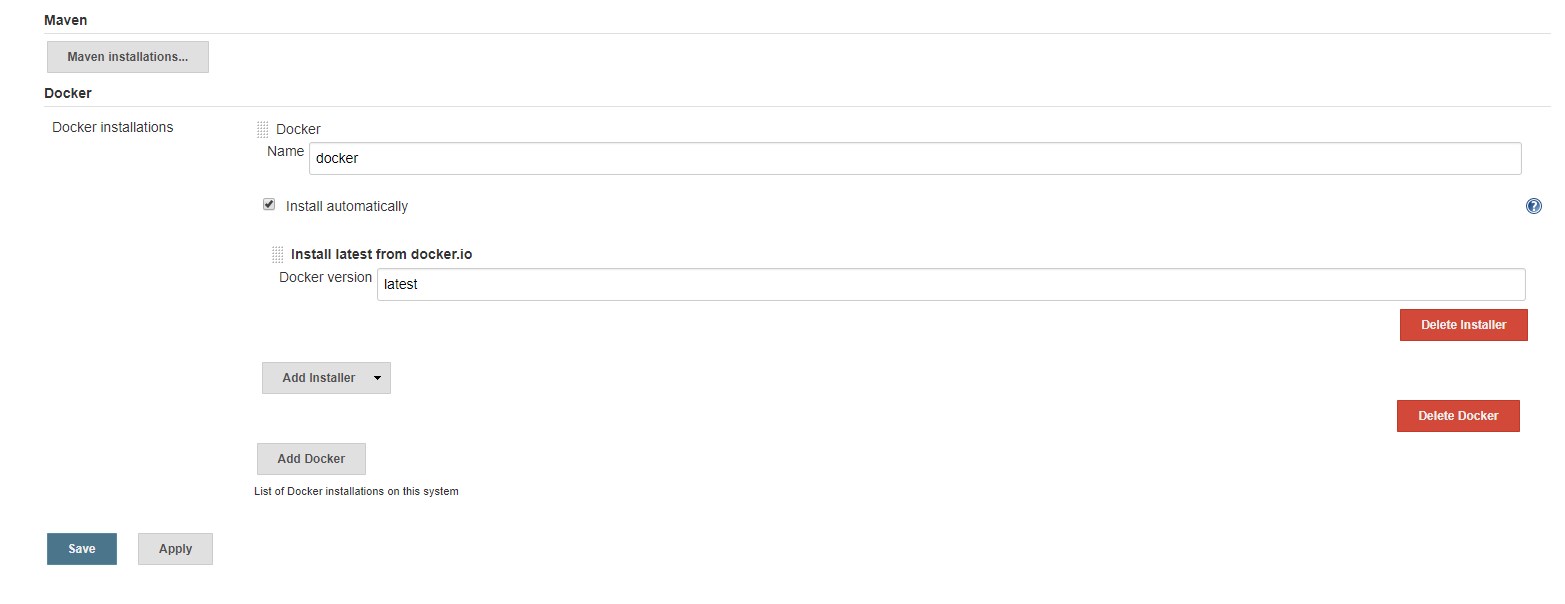 Maven
Maven installations...
Docker
Docker installations
Docker
Name
docker
Install automatically
?
Install latest from docker.io
Docker version
latest
Delete Installer
Add Installer
Delete Docker
Add Docker
List of Docker installations on this system
Save
Apply